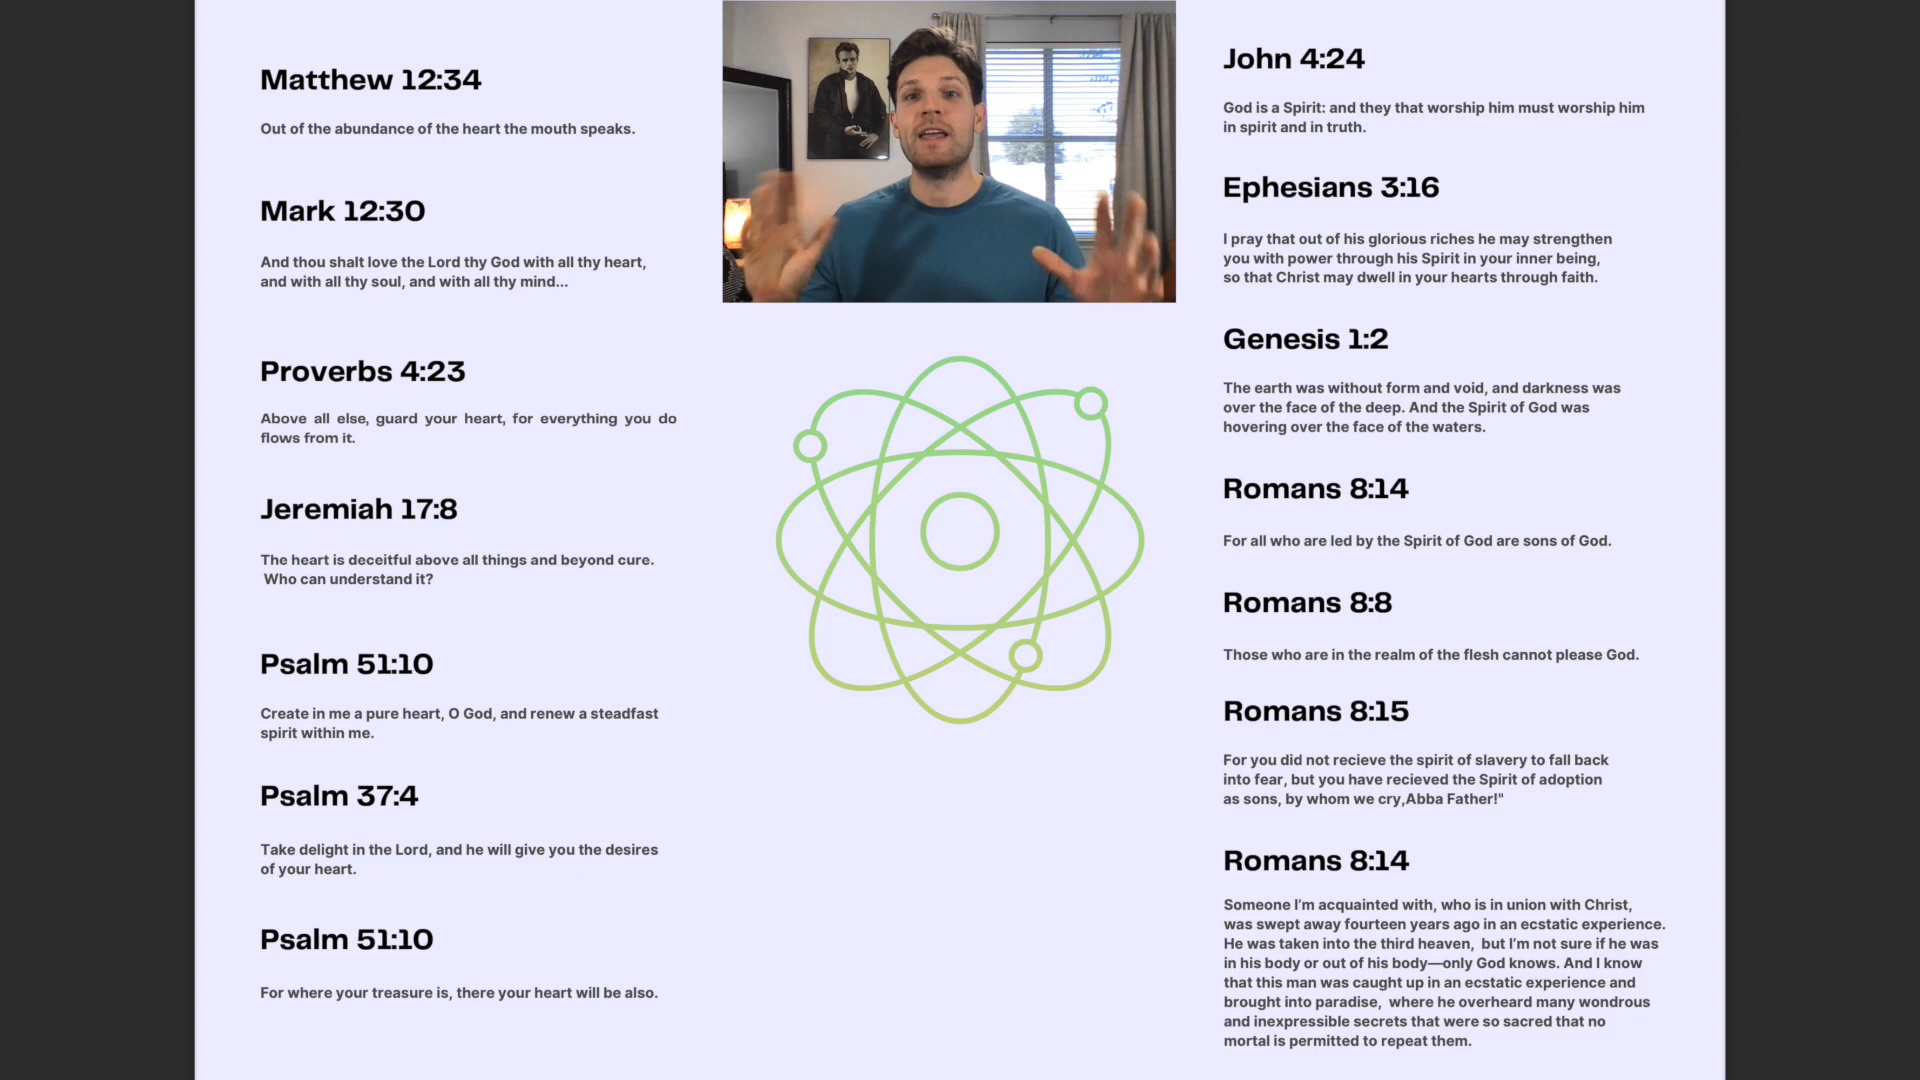 Matthew 12:34
Out of the abundance of the heart the mouth speaks.
Mark 12:30
And thou shalt love the Lord thy God with all thy heart,
and with all thy soul, and with all thy mind...
Proverbs 4:23
Above all else, guard your heart, for everything you do
flows from it.
Jeremiah 17:8
The heart is deceitful above all things and beyond cure.
Who can understand it?
Psalm 51:10
Create in me a pure heart, O God, and renew a steadfast
spirit within me.
Psalm 37:4
Take delight in the Lord, and he will give you the desires
of your heart.
Psalm 51:10
For where your treasure is, there your heart will be also.
John 4:24
God is a Spirit: and they that worship him must worship him
in spirit and in truth.
Ephesians 3:16
I pray that out of his glorious riches he may strengthen
you with power through his Spirit in your inner being,
so that Christ may dwell in your hearts through faith.
Genesis 1:2
The earth was without form and void, and darkness was
over the face of the deep. And the Spirit of God was
hovering over the face of the waters.
Romans 8:14
For all who are led by the Spirit of God are sons of God.
Romans 8:8
Those who are in the realm of the flesh cannot please God.
Romans 8:15
For you did not recieve the spirit of slavery to fall back
into fear, but you have recieved the Spirit of adoption
as sons, by whom we cry,Abba Father!"
Romans 8:14
Someone I'm acquainted with, who is in union with Christ,
was swept away fourteen years ago in an ecstatic experience.
He was taken into the third heaven, but I'm not sure if he was
in his body or out of his body—only God knows. And I know
that this man was caught up in an ecstatic experience and
brought into paradise, where he overheard many wondrous
and inexpressible secrets that were so sacred that no
mortal is permitted to repeat them.